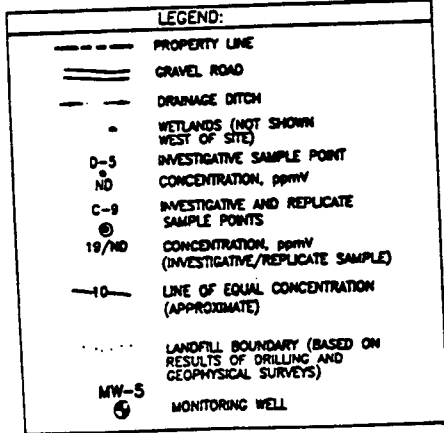 LEGEND:
PROPERTY LINE
GRAVEL ROAD
DRAINAGE DITCH
WETLANDS (NOT SHOWN
WEST OF SITE)
D-5 INVESTIGATIVE SAMPLE POINT
ND CONCENTRATION, ppmV
C-9 INVESTIGATIVE AND REPLICATE
SAMPLE POINTS
19/ND CONCENTRATION, ppmV
(INVESTIGATIVE/REPLICATE SAMPLE)
10 LINE OF EQUAL CONCENTRATION
(APPROXIMATE)
LANDFILL BOUNDARY (BASED ON
RESULTS OF DRILLING AND
GEOPHYSICAL SURVEYS)
MW-5
MONITORING WELL